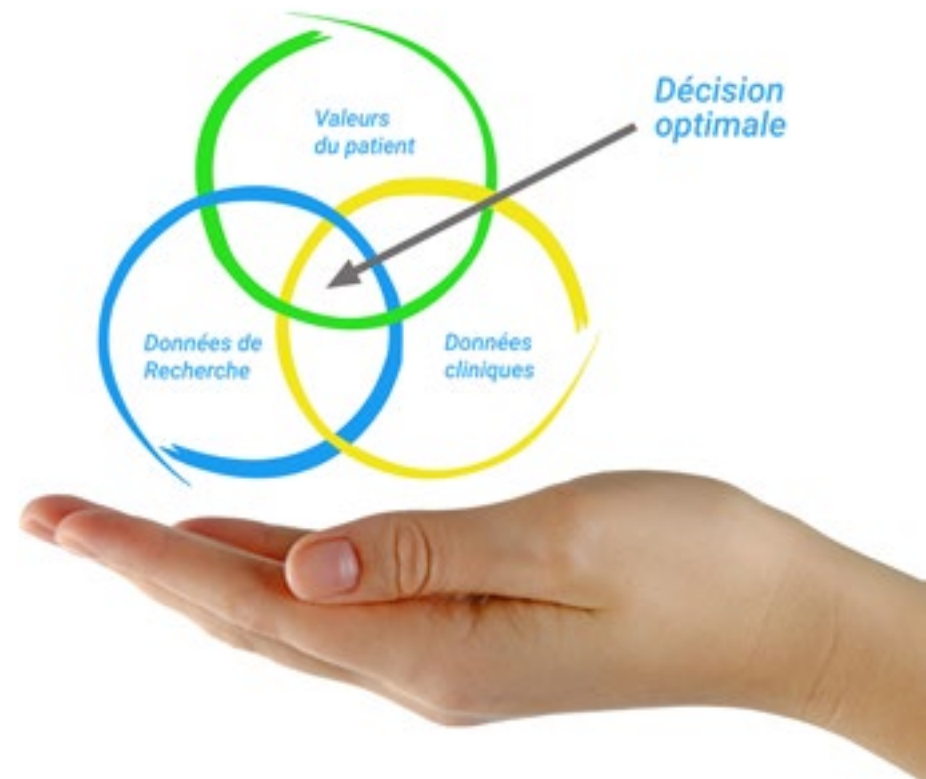 Valeurs
du patient
Décision
optimale
Données de
Recherche
Données
cliniques